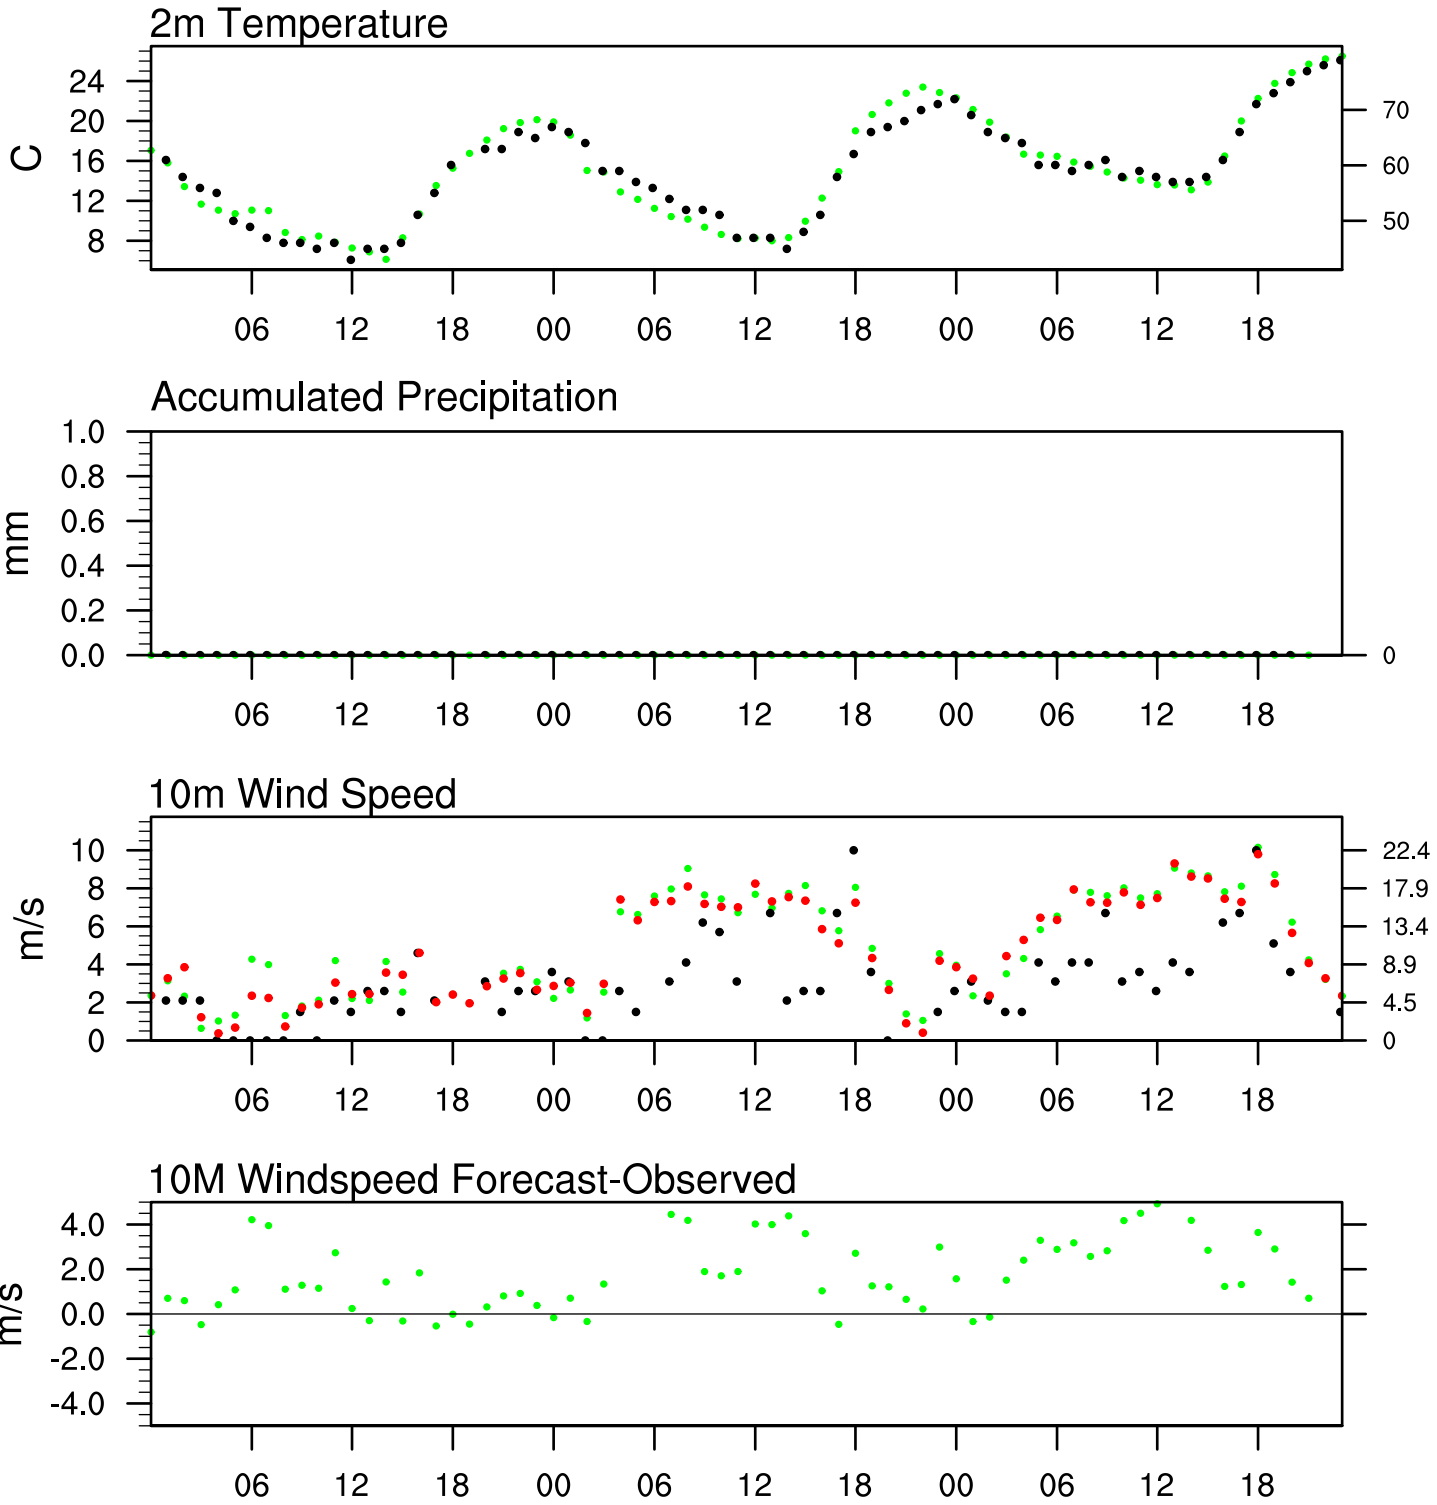 2m Temperature
24
20
16
12
8
C
70
60
50
06 12 18 00 06 12 18 00 06 12 18
Accumulated Precipitation
1.0
0.8
0.6
0.4
0.2
0.0
mm
0
06 12 18 00 06 12 18 00 06 12 18
10m Wind Speed
10
8
6
4
2
0
m/s
22.4
17.9
13.4
8.9
4.5
0
06 12 18 00 06 12 18 00 06 12 18
10M Windspeed Forecast-Observed
4.0
2.0
0.0
-2.0
-4.0
m/s
06 12 18 00 06 12 18 00 06 12 18